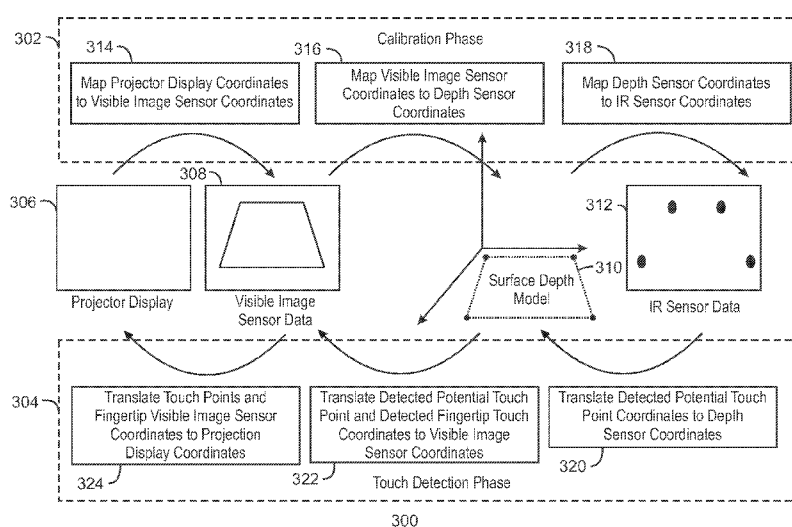 302
314
316
Calibration Phase
318
Map Projector Display Coordinates
to Visible Image Sensor Coordinates
Map Visible Image Sensor
Coordinates to Depth Sensor
Coordinates
Map Depth Sensor Coordinates
to IR Sensor Coordinates
306
308
312
310
Surface Depth
Model
Projector Display
Visible Image
Sensor Data
IR Sensor Data
304
Translate Touch Points and
Fingertip Visible Image Sensor
Coordinates to Projection
Display Coordinates
Translate Detected Potential Touch
Point and Detected Fingertip Touch
Coordinates to Visible Image
Sensor Coordinates
Translate Detected Potential Touch
Point Coordinates to Depth
Sensor Coordinates
324
322
Touch Detection Phase
320
300